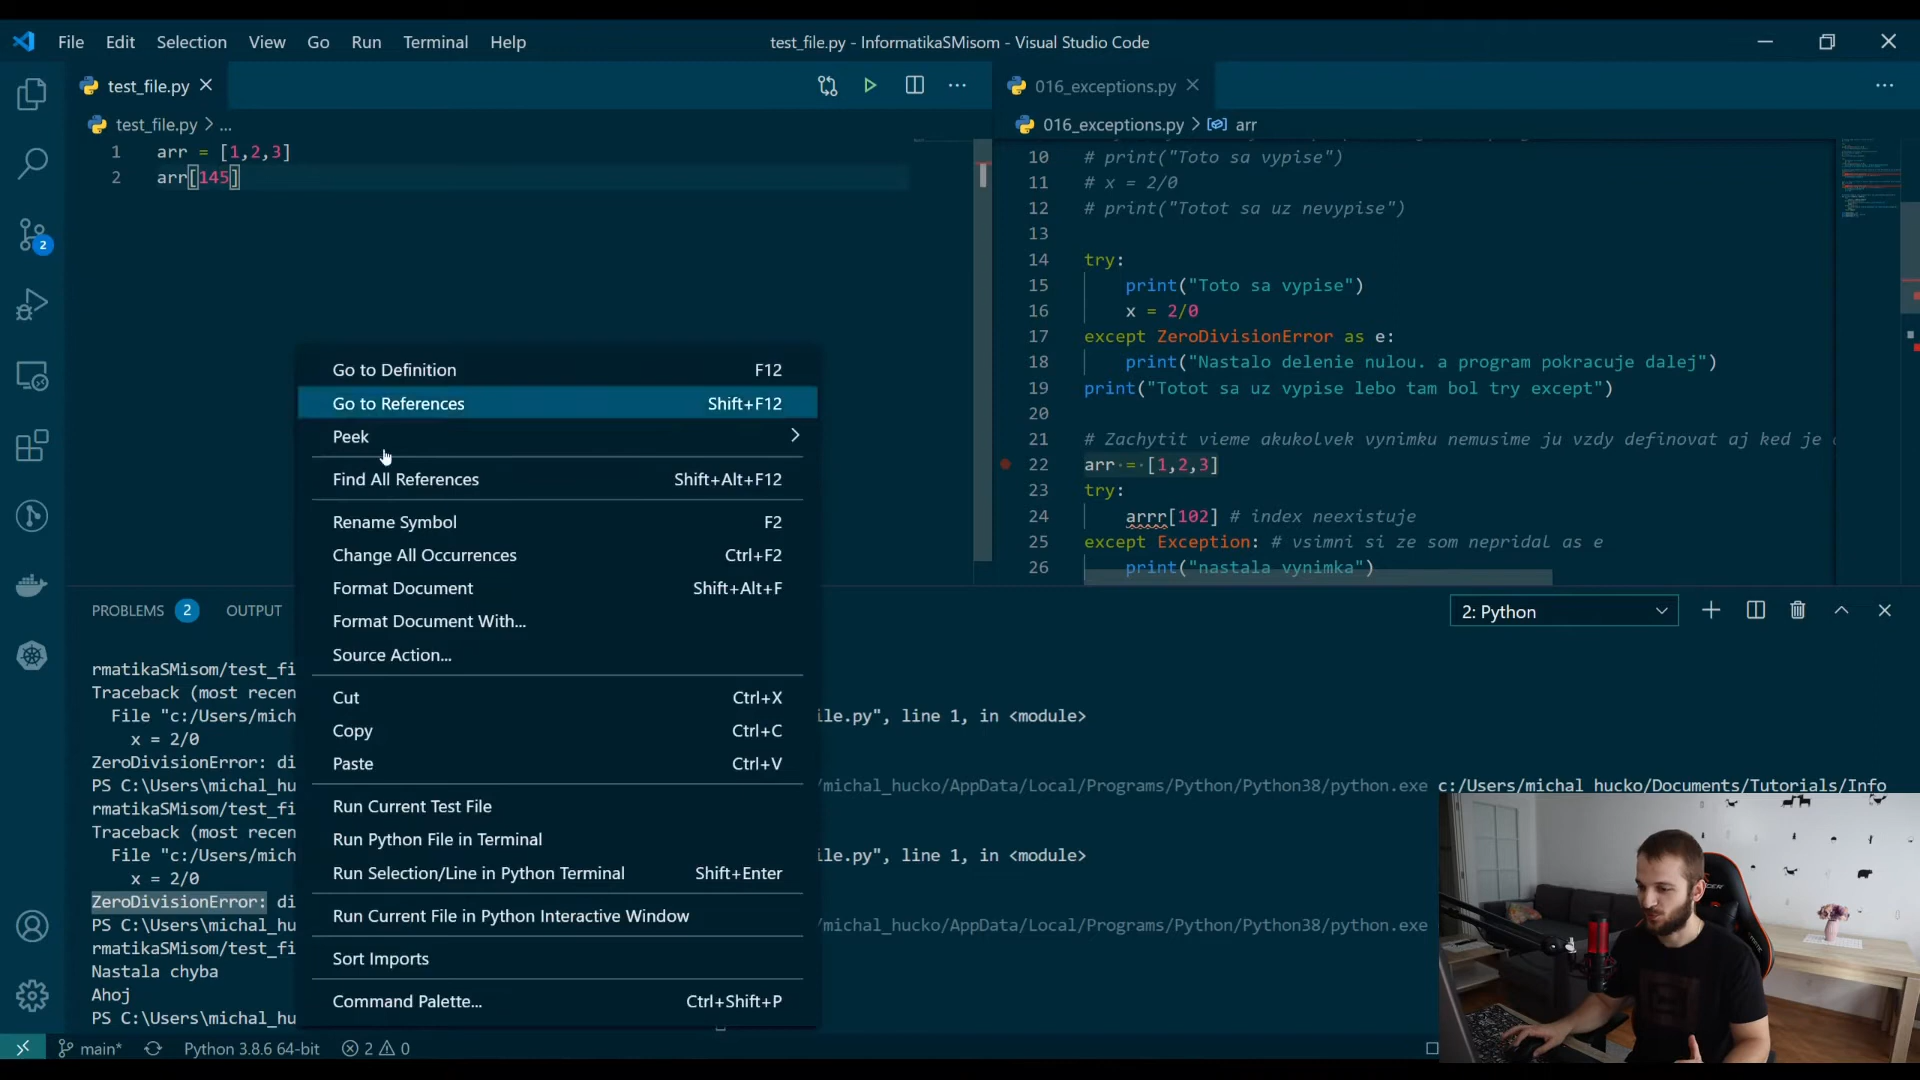 File Edit Selection View Go Run Terminal Help
test_file.py - InformatikaSMisom - Visual Studio Code
test_file.py
test_file.py > ...
1 arr = [1,2,3]
2 arr[145]
016_exceptions.py
016_exceptions.py > arr
10 # print("Toto sa vypise")
11 # x = 2/0
12 # print("Totot sa uz nevypise")
13
14 try:
15 print("Toto sa vypise")
16 x = 2/0
17 except ZeroDivisionError as e:
18 print("Nastalo delenie nulou. a program pokracuje dalej")
19 print("Totot sa uz vypise lebo tam bol try except")
20
21 # Zachytit vieme akukolvek vynimku nemusime ju vzdy definovat aj ked je
22 arr = [1,2,3]
23 try:
24 arrr[102] # index neexistuje
25 except Exception: # vsimni si ze som nepridal as e
26 print("nastala vynimka")
2
Go to Definition F12
Go to References Shift+F12
Peek
Find All References Shift+Alt+F12
Rename Symbol F2
Change All Occurrences Ctrl+F2
Format Document Shift+Alt+F
Format Document With...
Source Action...
Cut Ctrl+X
Copy Ctrl+C
Paste Ctrl+V
Run Current Test File
Run Python File in Terminal
Run Selection/Line in Python Terminal Shift+Enter
Run Current File in Python Interactive Window
Sort Imports
Command Palette... Ctrl+Shift+P
PROBLEMS 2 OUTPUT
2: Python
rmatikaSMisom/test_fi
Traceback (most recen
File "c:/Users/mich ile.py", line 1, in <module>
x = 2/0
ZeroDivisionError: di
PS C:\Users\michal_hu /michal_hucko/AppData/Local/Programs/Python/Python38/python.exe c:/Users/michal_hucko/Documents/Tutorials/Info
rmatikaSMisom/test_fi
Traceback (most recen
File "c:/Users/mich ile.py", line 1, in <module>
x = 2/0
ZeroDivisionError: di
PS C:\Users\michal_hu /michal_hucko/AppData/Local/Programs/Python/Python38/python.exe
rmatikaSMisom/test_fi
Nastala chyba
Ahoj
PS C:\Users\michal_hu
main* Python 3.8.6 64-bit 2 0